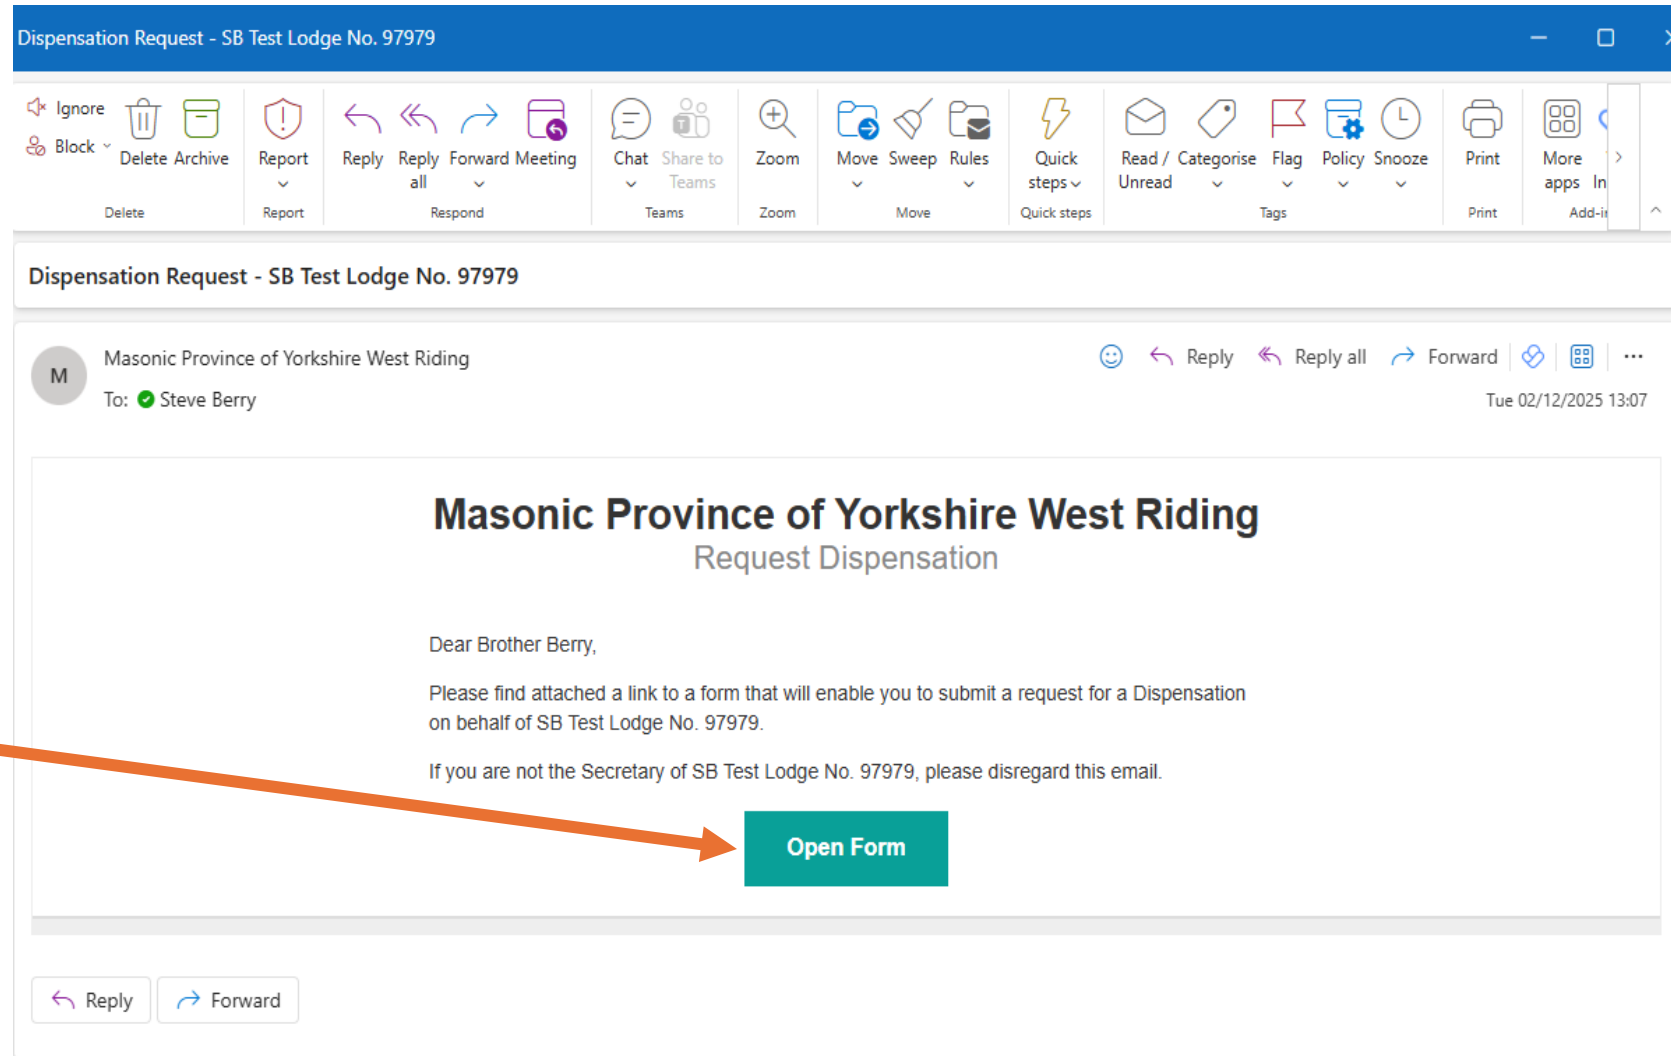 Dispensation Request - SB Test Lodge No. 97979
Ignore
Block
Delete
Archive
Delete
Report
Report
Reply
Reply all
Forward
Meeting
Respond
Chat
Share to Teams
Teams
Zoom
Zoom
Move
Sweep
Rules
Move
Quick steps
Quick steps
Read / Unread
Categorise
Flag
Policy
Snooze
Tags
Print
Print
More apps
Dispensation Request - SB Test Lodge No. 97979
M
Masonic Province of Yorkshire West Riding
Reply
Reply all
Forward
To: Steve Berry
Tue 02/12/2025 13:07
Masonic Province of Yorkshire West Riding
Request Dispensation
Dear Brother Berry,
Please find attached a link to a form that will enable you to submit a request for a Dispensation
on behalf of SB Test Lodge No. 97979.
If you are not the Secretary of SB Test Lodge No. 97979, please disregard this email.
Open Form
Reply
Forward